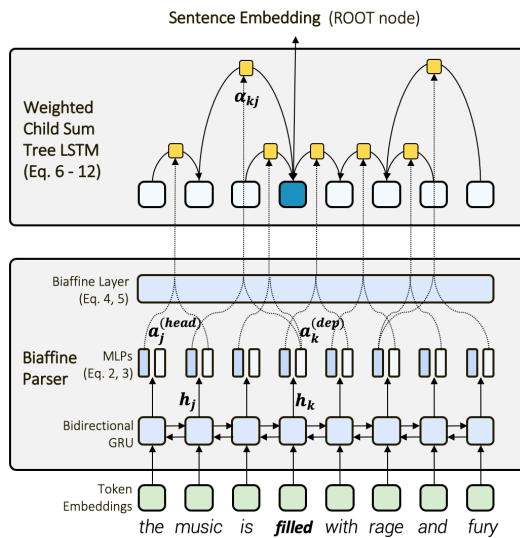 Sentence Embedding (ROOT node)
Weighted
Child Sum
Tree LSTM
(Eq. 6 - 12)
α_kj
Biaffine Layer
(Eq. 4, 5)
a_j^(head)
a_k^(dep)
Biaffine
Parser
MLPs
(Eq. 2, 3)
h_j
h_k
Bidirectional
GRU
Token
Embeddings
the music is filled with rage and fury